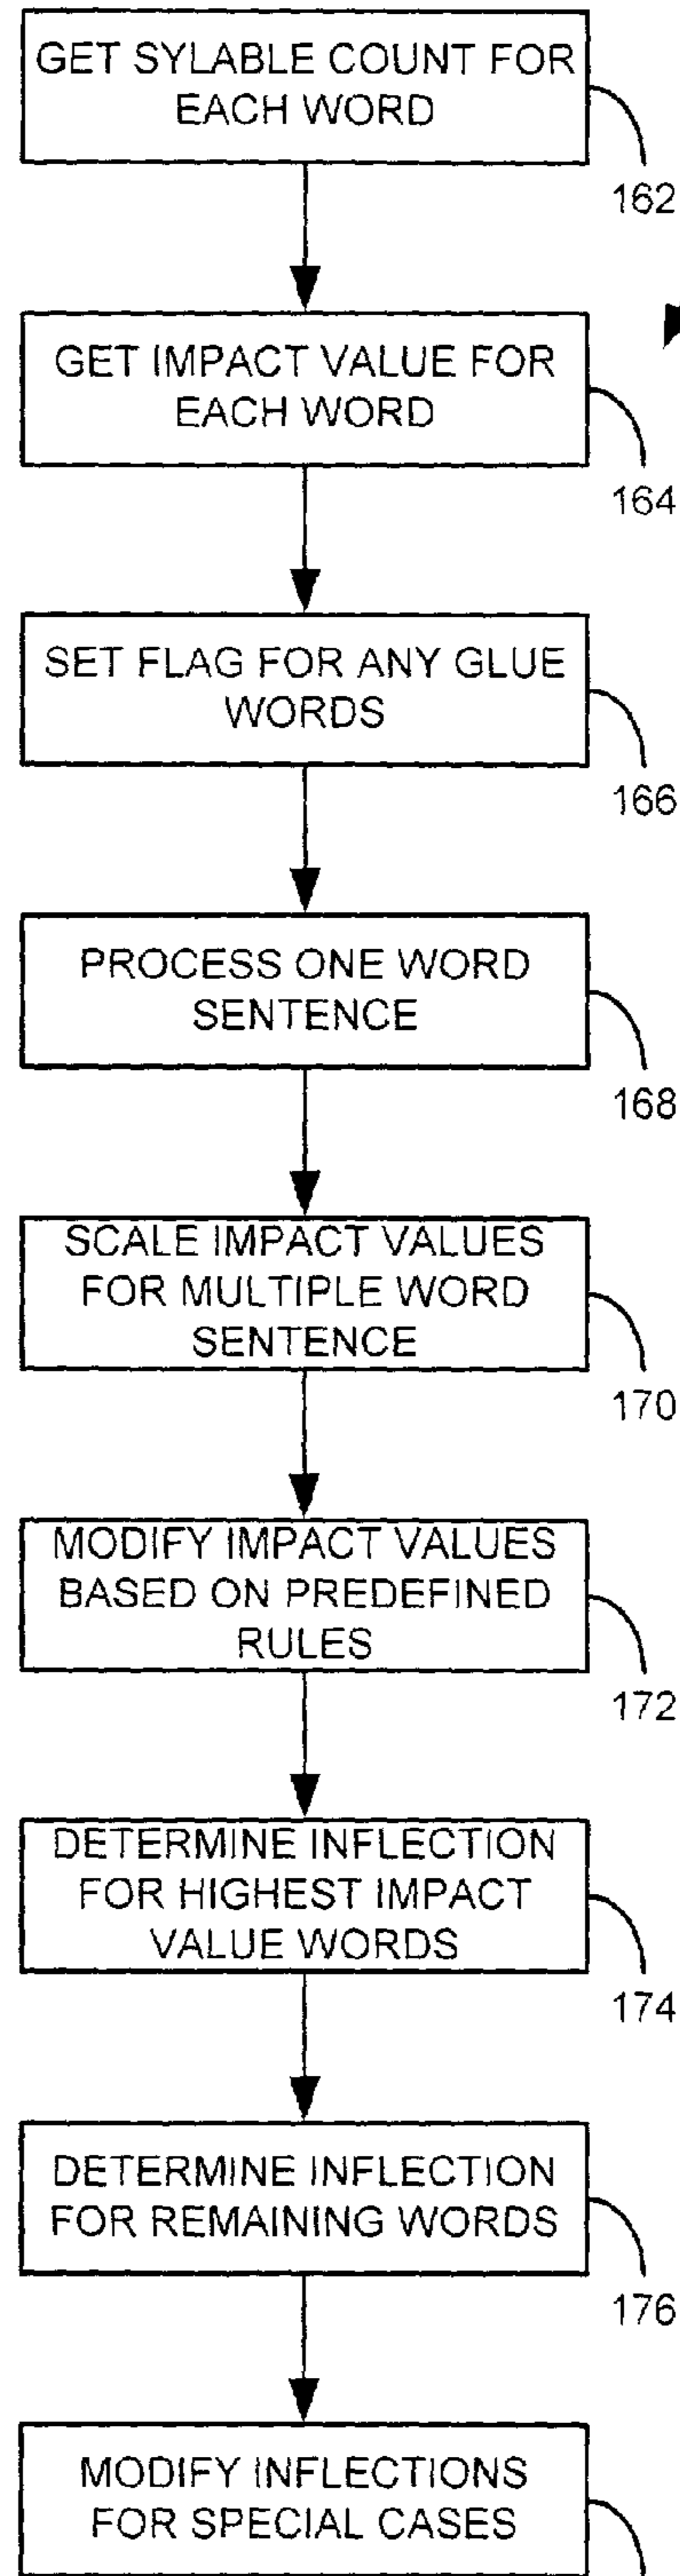 GET SYLABLE COUNT FOR
EACH WORD
162
GET IMPACT VALUE FOR
EACH WORD
164
SET FLAG FOR ANY GLUE
WORDS
166
PROCESS ONE WORD
SENTENCE
168
SCALE IMPACT VALUES
FOR MULTIPLE WORD
SENTENCE
170
MODIFY IMPACT VALUES
BASED ON PREDEFINED
RULES
172
DETERMINE INFLECTION
FOR HIGHEST IMPACT
VALUE WORDS
174
DETERMINE INFLECTION
FOR REMAINING WORDS
176
MODIFY INFLECTIONS
FOR SPECIAL CASES